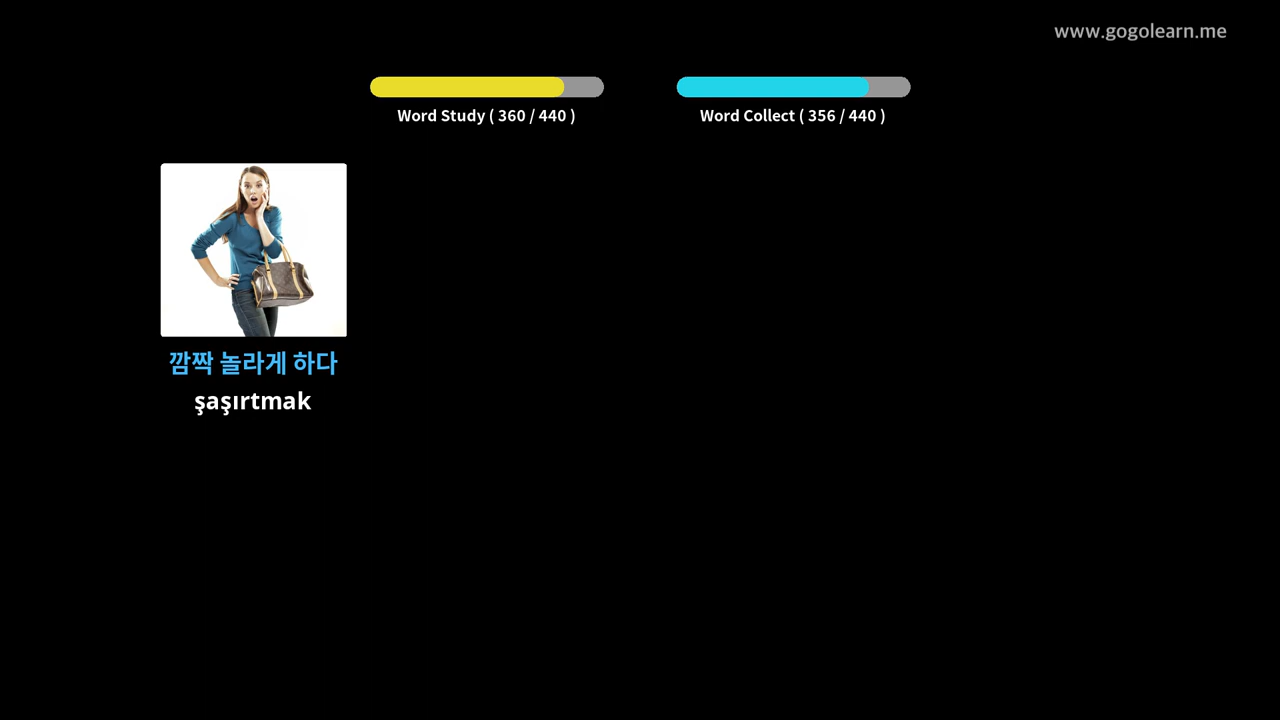 www.gogolearn.me
Word Study ( 360 / 440 )
Word Collect ( 356 / 440 )
깜짝 놀라게 하다
şaşırtmak